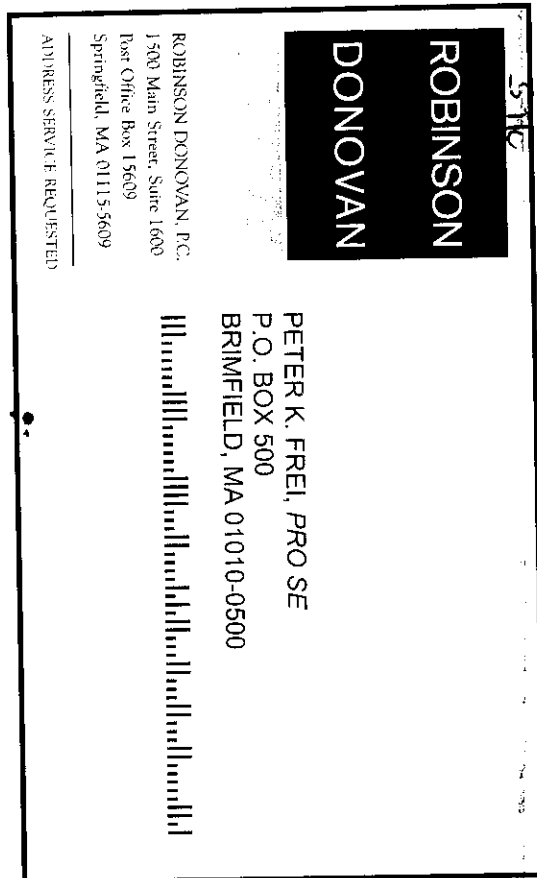 ROBINSON
DONOVAN
ROBINSON DONOVAN, P.C.
1500 Main Street, Suite 1600
Post Office Box 15609
Springfield, MA 01115-5609
ADDRESS SERVICE REQUESTED
PETER K. FREI, PRO SE
P.O. BOX 500
BRIMFIELD, MA 01010-0500